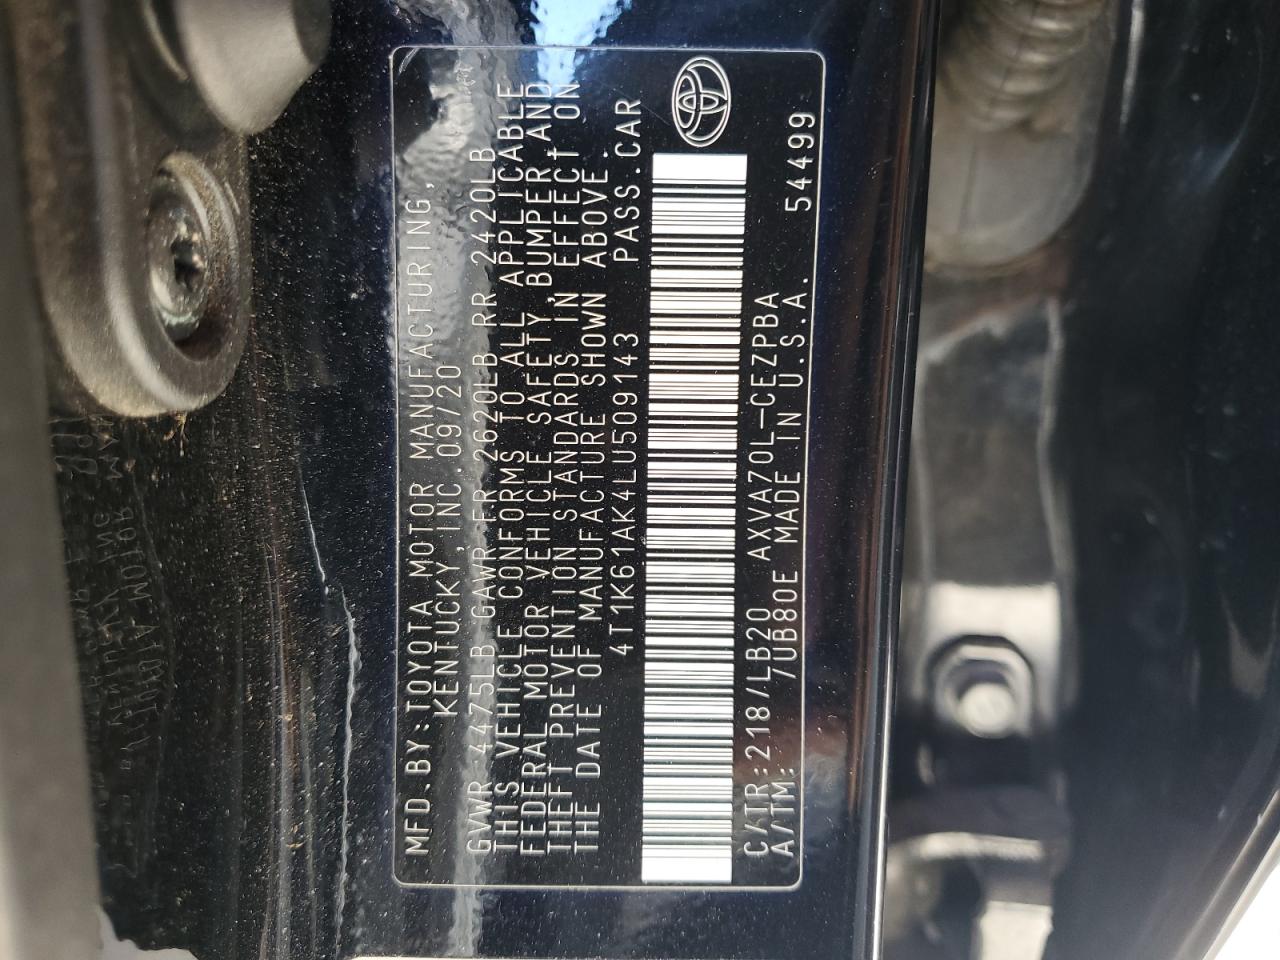 MFD.BY:TOYOTA MOTOR MANUFACTURING,
KENTUCKY,INC.09/20
GVWR 4475LB GAWR FR 2620LB RR 2420LB
THIS VEHICLE CONFORMS TO ALL APPLICABLE
FEDERAL MOTOR VEHICLE SAFETY,BUMPER,AND
THEFT PREVENTION STANDARDS IN EFFECT ON
THE DATE OF MANUFACTURE SHOWN ABOVE.
4T1K61AK4LU509143 PASS.CAR
C/TR:218/LB20 AXVA70L-CEZPBA
A/TM: 7UB80E MADE IN U.S.A. 54499